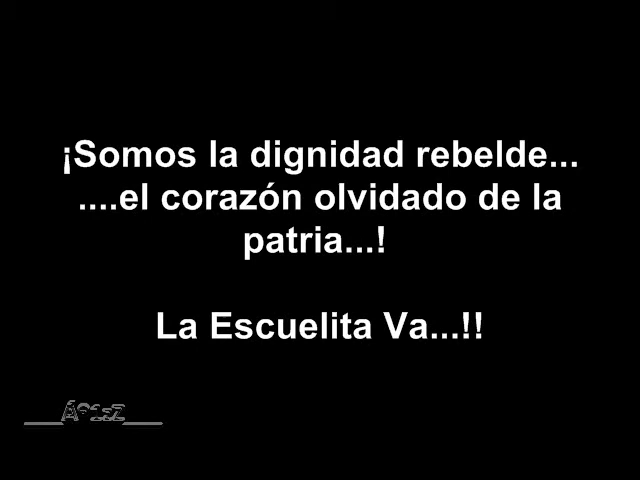 ¡Somos la dignidad rebelde...
....el corazón olvidado de la
patria...!
La Escuelita Va...!!